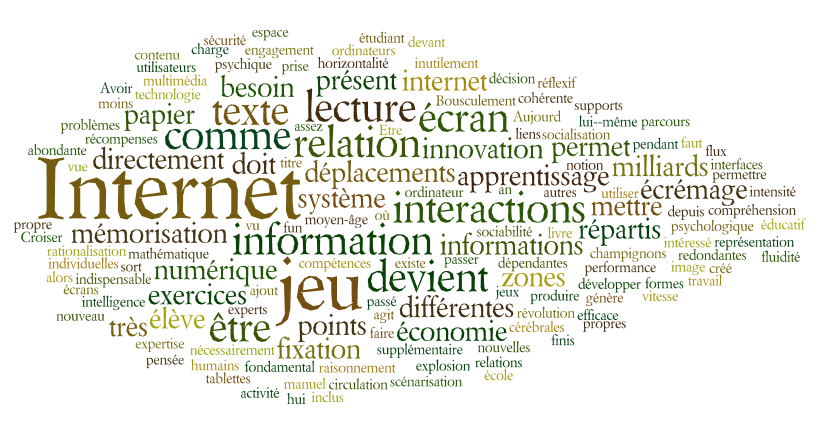 espace
sécurité
étudiant
devant
contenu
charge
engagement
ordinateurs
utilisateurs
psychique
prise
horizontalité
inutilement
multimédia
Avoir
besoin
présent
internet
décision
réflexif
technologie
moins
papier
texte
lecture
écran
Bousculement
cohérente
supports
Aujourd
lui--même
parcours
problèmes
récompenses
comme
assez
Etre
relation
innovation
liens
socialisation
permet
pendant
faut
flux
abondante
vue
directement
doit
titre
déplacements
apprentissage
notion
milliards
interfaces
permettre
Internet
système
ordinateur
an
autres
utiliser
écrémage
intensité
propre
Croiser
mémorisation
vu
fun
moyen-âge
où
interactions
mettre
depuis
compréhension
rationalisation
mathématique
information
informations
sociabilité
livre
répartis
psychologique
éducatif
intéressé
représentation
individuelles
alors
sort
indispensable
numérique
compétences
existe
passer
dépendantes
champignons
redondantes
fluidité
performance
image
créé
écrans
intelligence
exercices
ajout
jeu
devient
zones
développer
formes
travail
nouveau
experts
passé
différentes
jeux
produire
génère
vitesse
très
élève
être
points
agit
faire
économie
révolution
efficace
cérébrales
propres
expertise
pensée
nécessairement
fixation
supplémentaire
nouvelles
finis
humains
fondamental
raisonnement
explosion
relations
tablettes
manuel
circulation
scénarisation
école
activité
hui
inclus